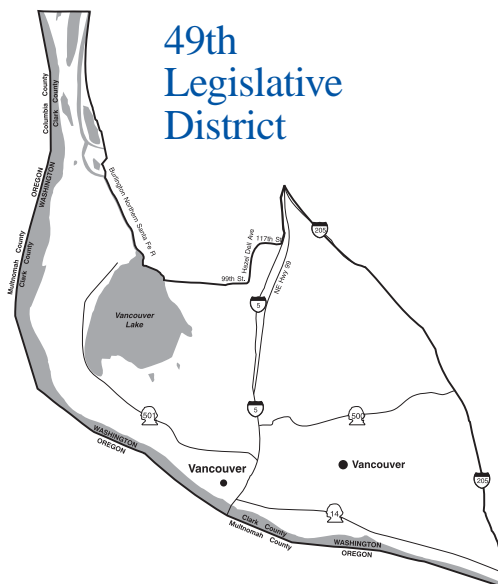 49th
Legislative
District
Columbia County
Clark County
OREGON
WASHINGTON
Multnomah County
Clark County
Burlington Northern Santa Fe R
Hazel Dell Ave
117th St.
99th St.
NE Hwy 99
205
5
Vancouver
Lake
5
501
500
WASHINGTON
OREGON
Vancouver
Vancouver
205
14
Clark County
Multnomah County
WASHINGTON
OREGON